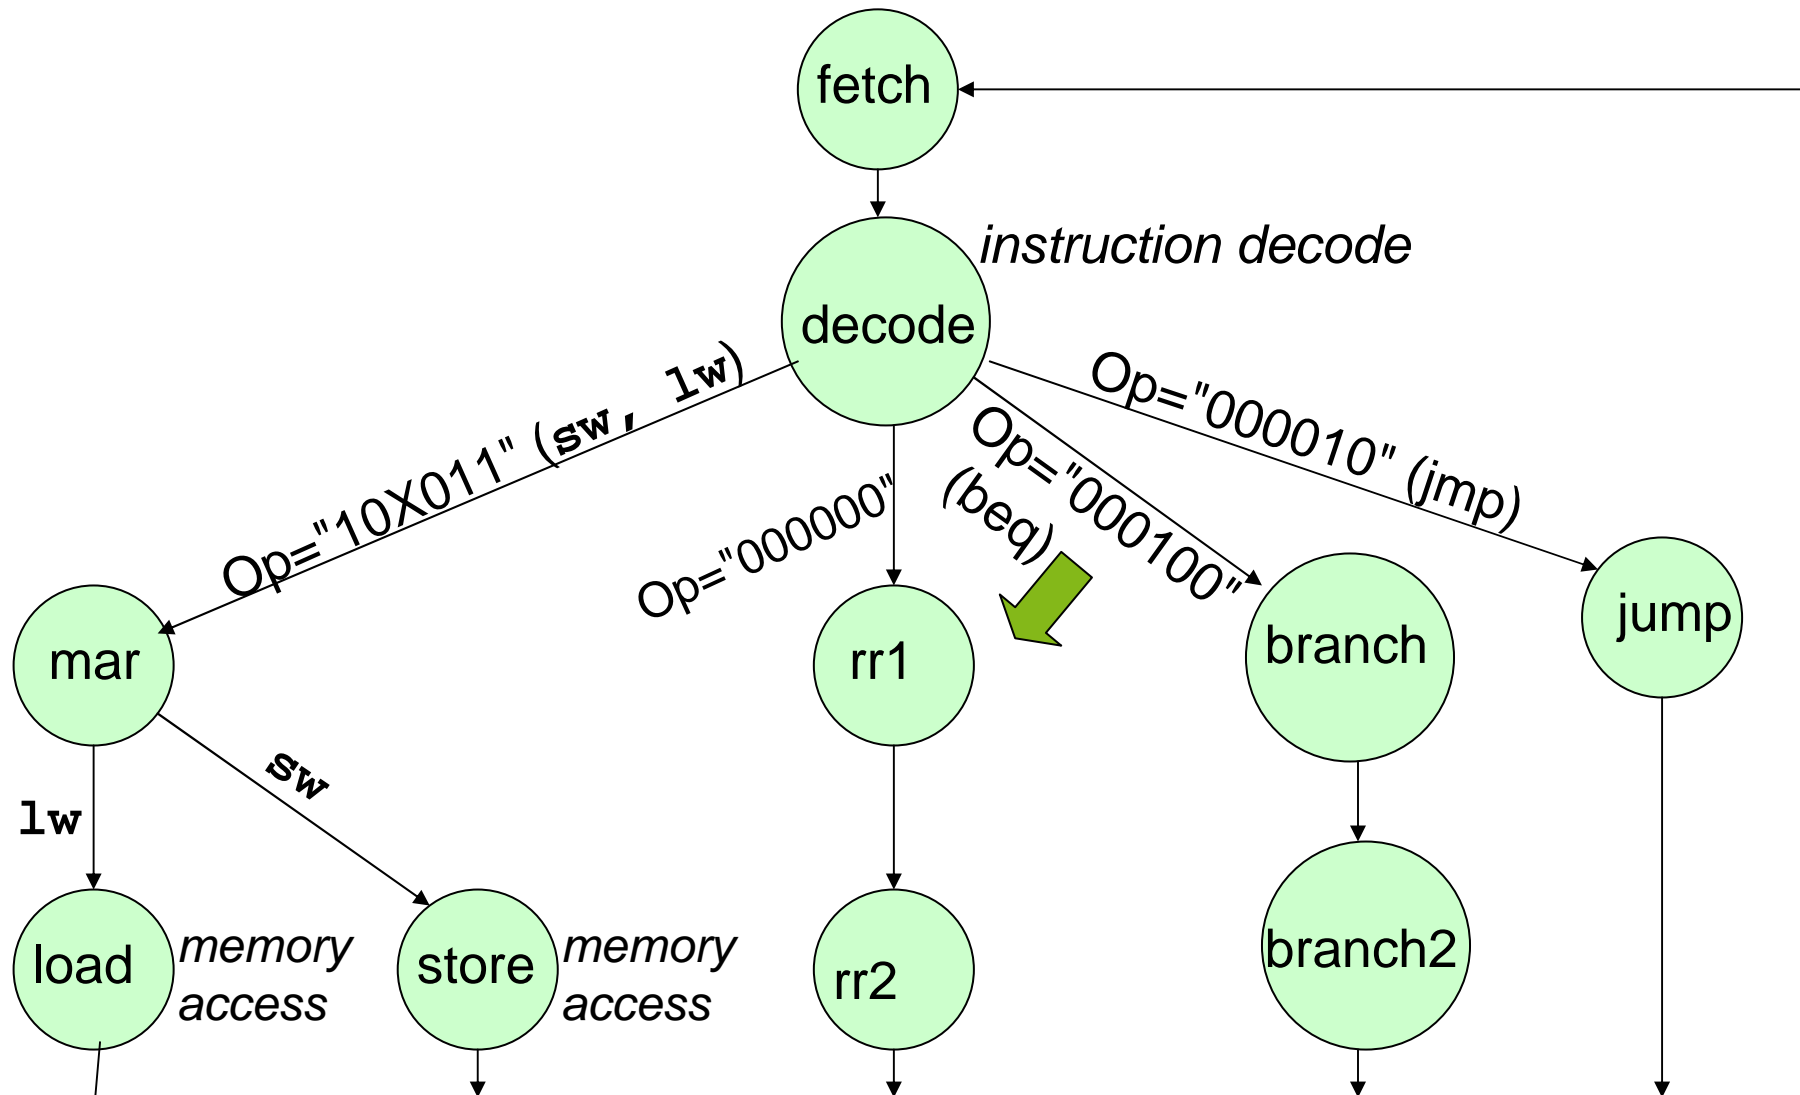 fetch
instruction decode
decode
Op="10X011" (sw, lw)
Op="000000"
Op="000100"
(beq)
Op="000010" (jmp)
mar
rr1
branch
jump
lw
sw
load
memory
access
store
memory
access
rr2
branch2